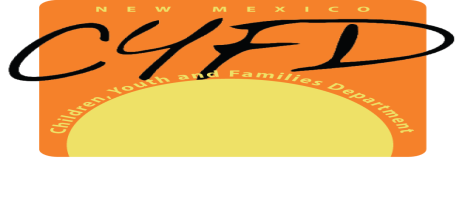 NEW MEXICO
CYFD
Children, Youth and Families Department